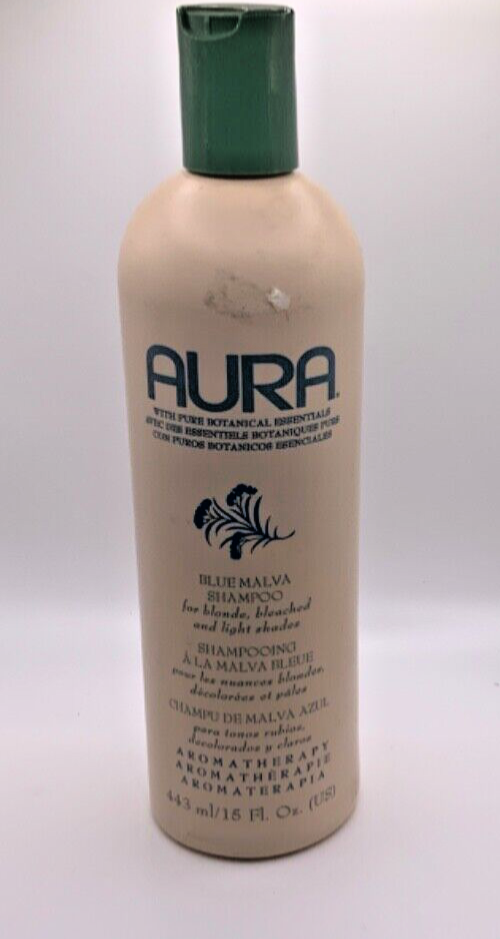 AURA.
WITH PURE BOTANICAL ESSENTIALS
AVEC DES ESSENTIELS BOTANIQUES PURS
CON PUROS BOTANICOS ESENCIALES
BLUE MALVA
SHAMPOO
for blonde, bleached
and light shades
SHAMPOOING
À LA MALVA BLEUE
pour les nuances blondes,
décolorées et pâles
CHAMPU DE MALVA AZUL
para tonos rubios,
decolorados y claros
AROMATHERAPY
AROMATHÉRAPIE
AROMATERAPIA
443 ml/15 Fl. Oz. (US)